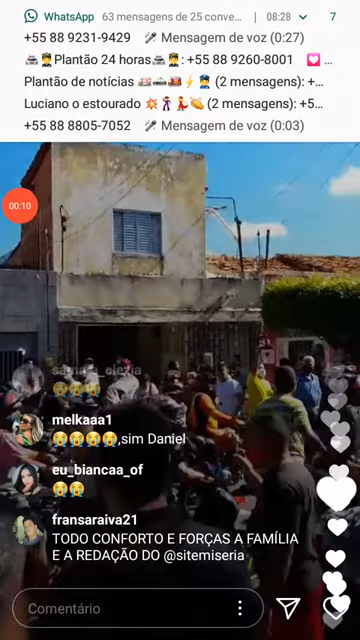 WhatsApp 63 mensagens de 25 conve... | 08:28 7
+55 88 9231-9429 🎤 Mensagem de voz (0:27)
🚔👮Plantão 24 horas🚔👮: +55 88 9260-8001 💟 ...
Plantão de notícias 🚑🚔🚒⚡👮 (2 mensagens): +...
Luciano o estourado 💥🕺💃👏 (2 mensagens): +5...
+55 88 8805-7052 🎤 Mensagem de voz (0:03)
00:10
😭😭😭
melkaaa1
😭😭😭😭,sim Daniel
eu_biancaa_of
😭😭
fransaraiva21
TODO CONFORTO E FORÇAS A FAMÍLIA
E A REDAÇÃO DO @sitemiseria
Comentário